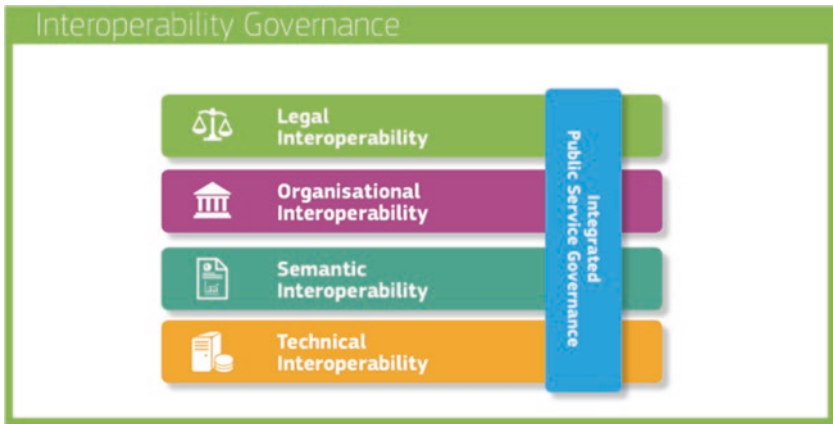 Interoperability Governance
Legal
Interoperability
Organisational
Interoperability
Semantic
Interoperability
Technical
Interoperability
Integrated
Public Service Governance